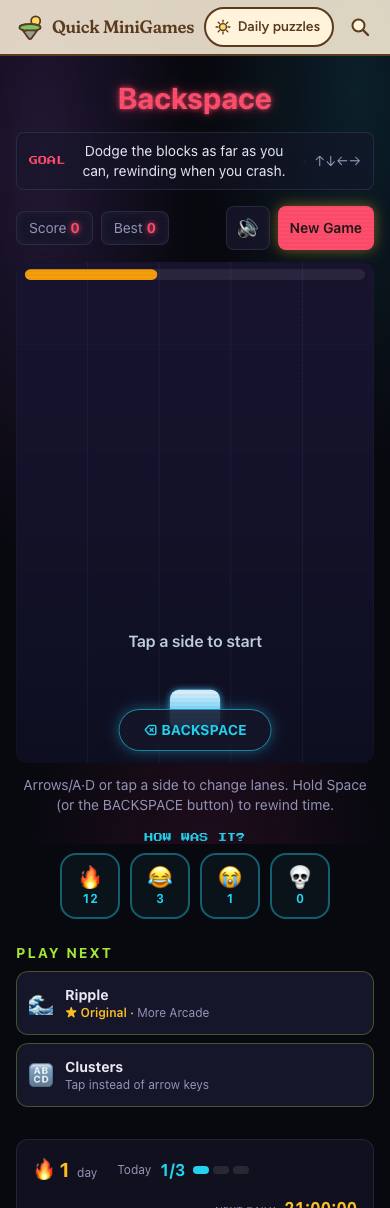 Quick MiniGames
Daily puzzles
Backspace
GOAL
Dodge the blocks as far as you
can, rewinding when you crash.
↑↓←→
Score 0
Best 0
New Game
Tap a side to start
⌫ BACKSPACE
Arrows/A·D or tap a side to change lanes. Hold Space
(or the BACKSPACE button) to rewind time.
HOW WAS IT?
12
3
1
0
PLAY NEXT
Ripple
Original · More Arcade
ABCD
Clusters
Tap instead of arrow keys
1 day
Today 1/3
NEXT DAILY 21:00:00